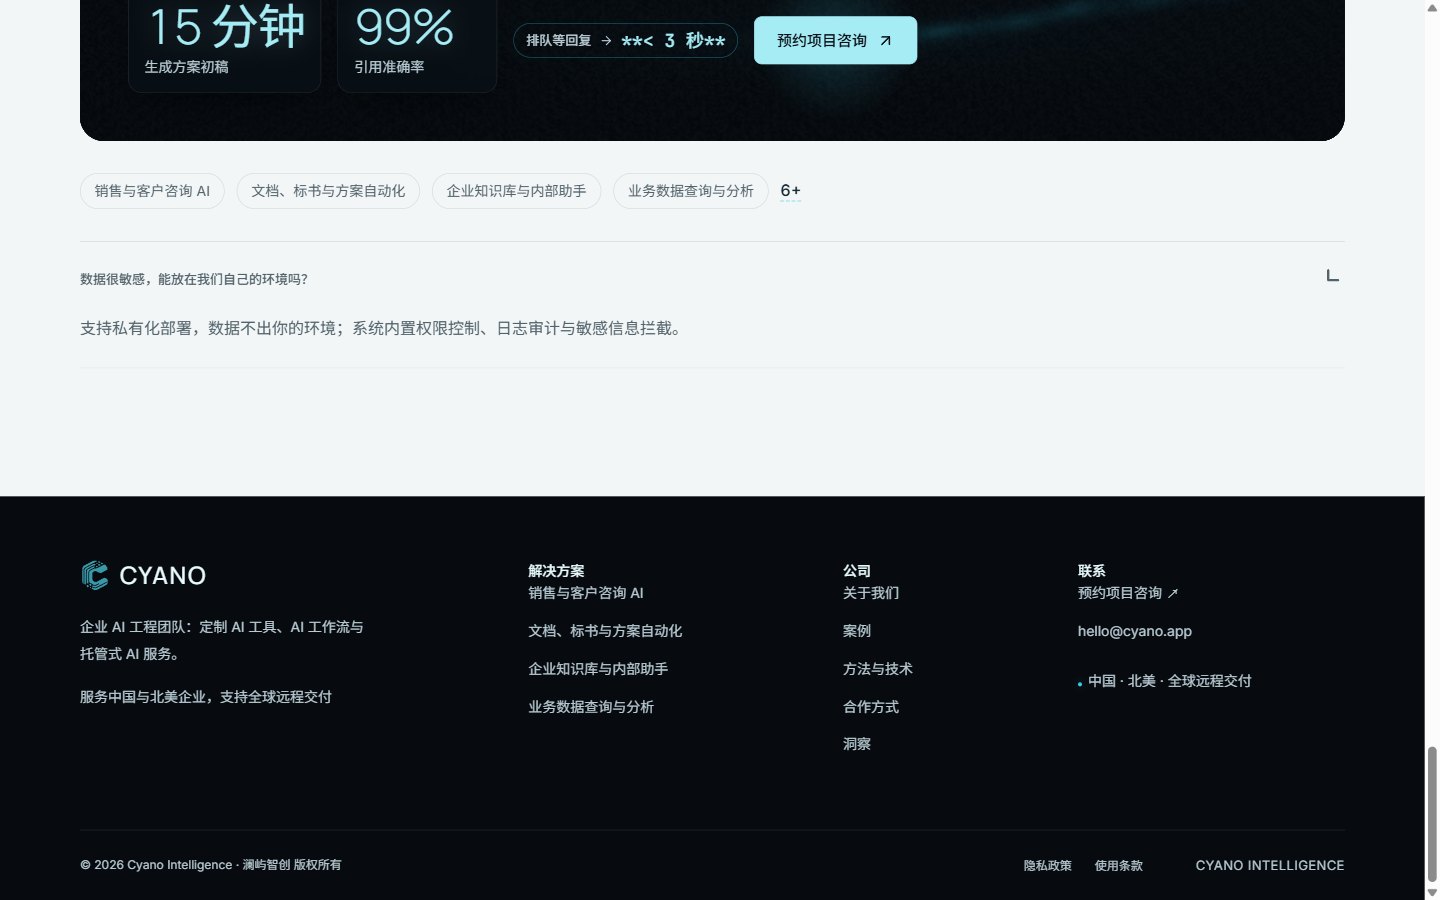 15 分钟
生成方案初稿
99%
引用准确率
排队等回复 → **< 3 秒**
预约项目咨询 ↗
销售与客户咨询 AI
文档、标书与方案自动化
企业知识库与内部助手
业务数据查询与分析
6+
数据很敏感，能放在我们自己的环境吗？
支持私有化部署，数据不出你的环境；系统内置权限控制、日志审计与敏感信息拦截。
CYANO
企业 AI 工程团队：定制 AI 工具、AI 工作流与
托管式 AI 服务。
服务中国与北美企业，支持全球远程交付
解决方案
销售与客户咨询 AI
文档、标书与方案自动化
企业知识库与内部助手
业务数据查询与分析
公司
关于我们
案例
方法与技术
合作方式
洞察
联系
预约项目咨询 ↗
hello@cyano.app
中国 · 北美 · 全球远程交付
© 2026 Cyano Intelligence · 澜屿智创 版权所有
隐私政策
使用条款
CYANO INTELLIGENCE